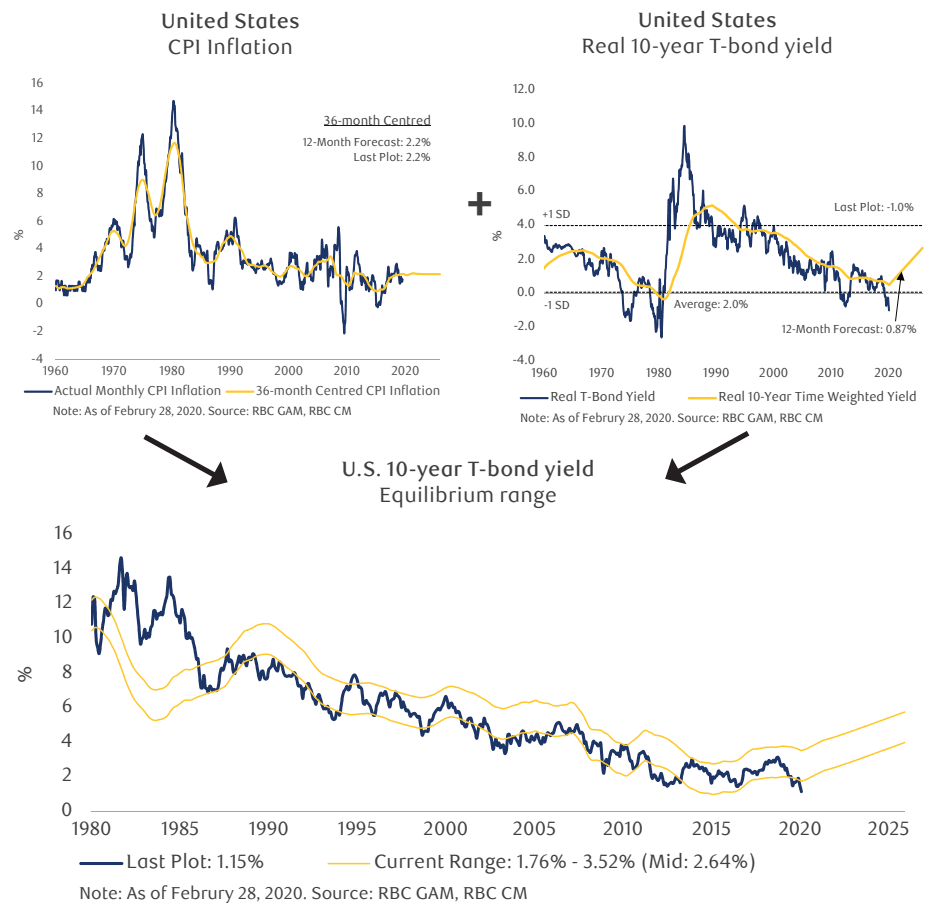 United States
CPI Inflation
16
14
12
10
8
6
4
2
0
-2
-4
%
36-month Centred
12-Month Forecast: 2.2%
Last Plot: 2.2%
1960 1970 1980 1990 2000 2010 2020
Actual Monthly CPI Inflation 36-month Centred CPI Inflation
Note: As of Februry 28, 2020. Source: RBC GAM, RBC CM
+
United States
Real 10-year T-bond yield
12.0
10.0
8.0
6.0
4.0
2.0
0.0
-2.0
-4.0
%
+1 SD
Last Plot: -1.0%
-1 SD
Average: 2.0%
12-Month Forecast: 0.87%
1960 1970 1980 1990 2000 2010 2020
Real T-Bond Yield Real 10-Year Time Weighted Yield
Note: As of Februry 28, 2020. Source: RBC GAM, RBC CM
U.S. 10-year T-bond yield
Equilibrium range
16
14
12
10
8
6
4
2
0
%
1980 1985 1990 1995 2000 2005 2010 2015 2020 2025
Last Plot: 1.15% Current Range: 1.76% - 3.52% (Mid: 2.64%)
Note: As of Februry 28, 2020. Source: RBC GAM, RBC CM